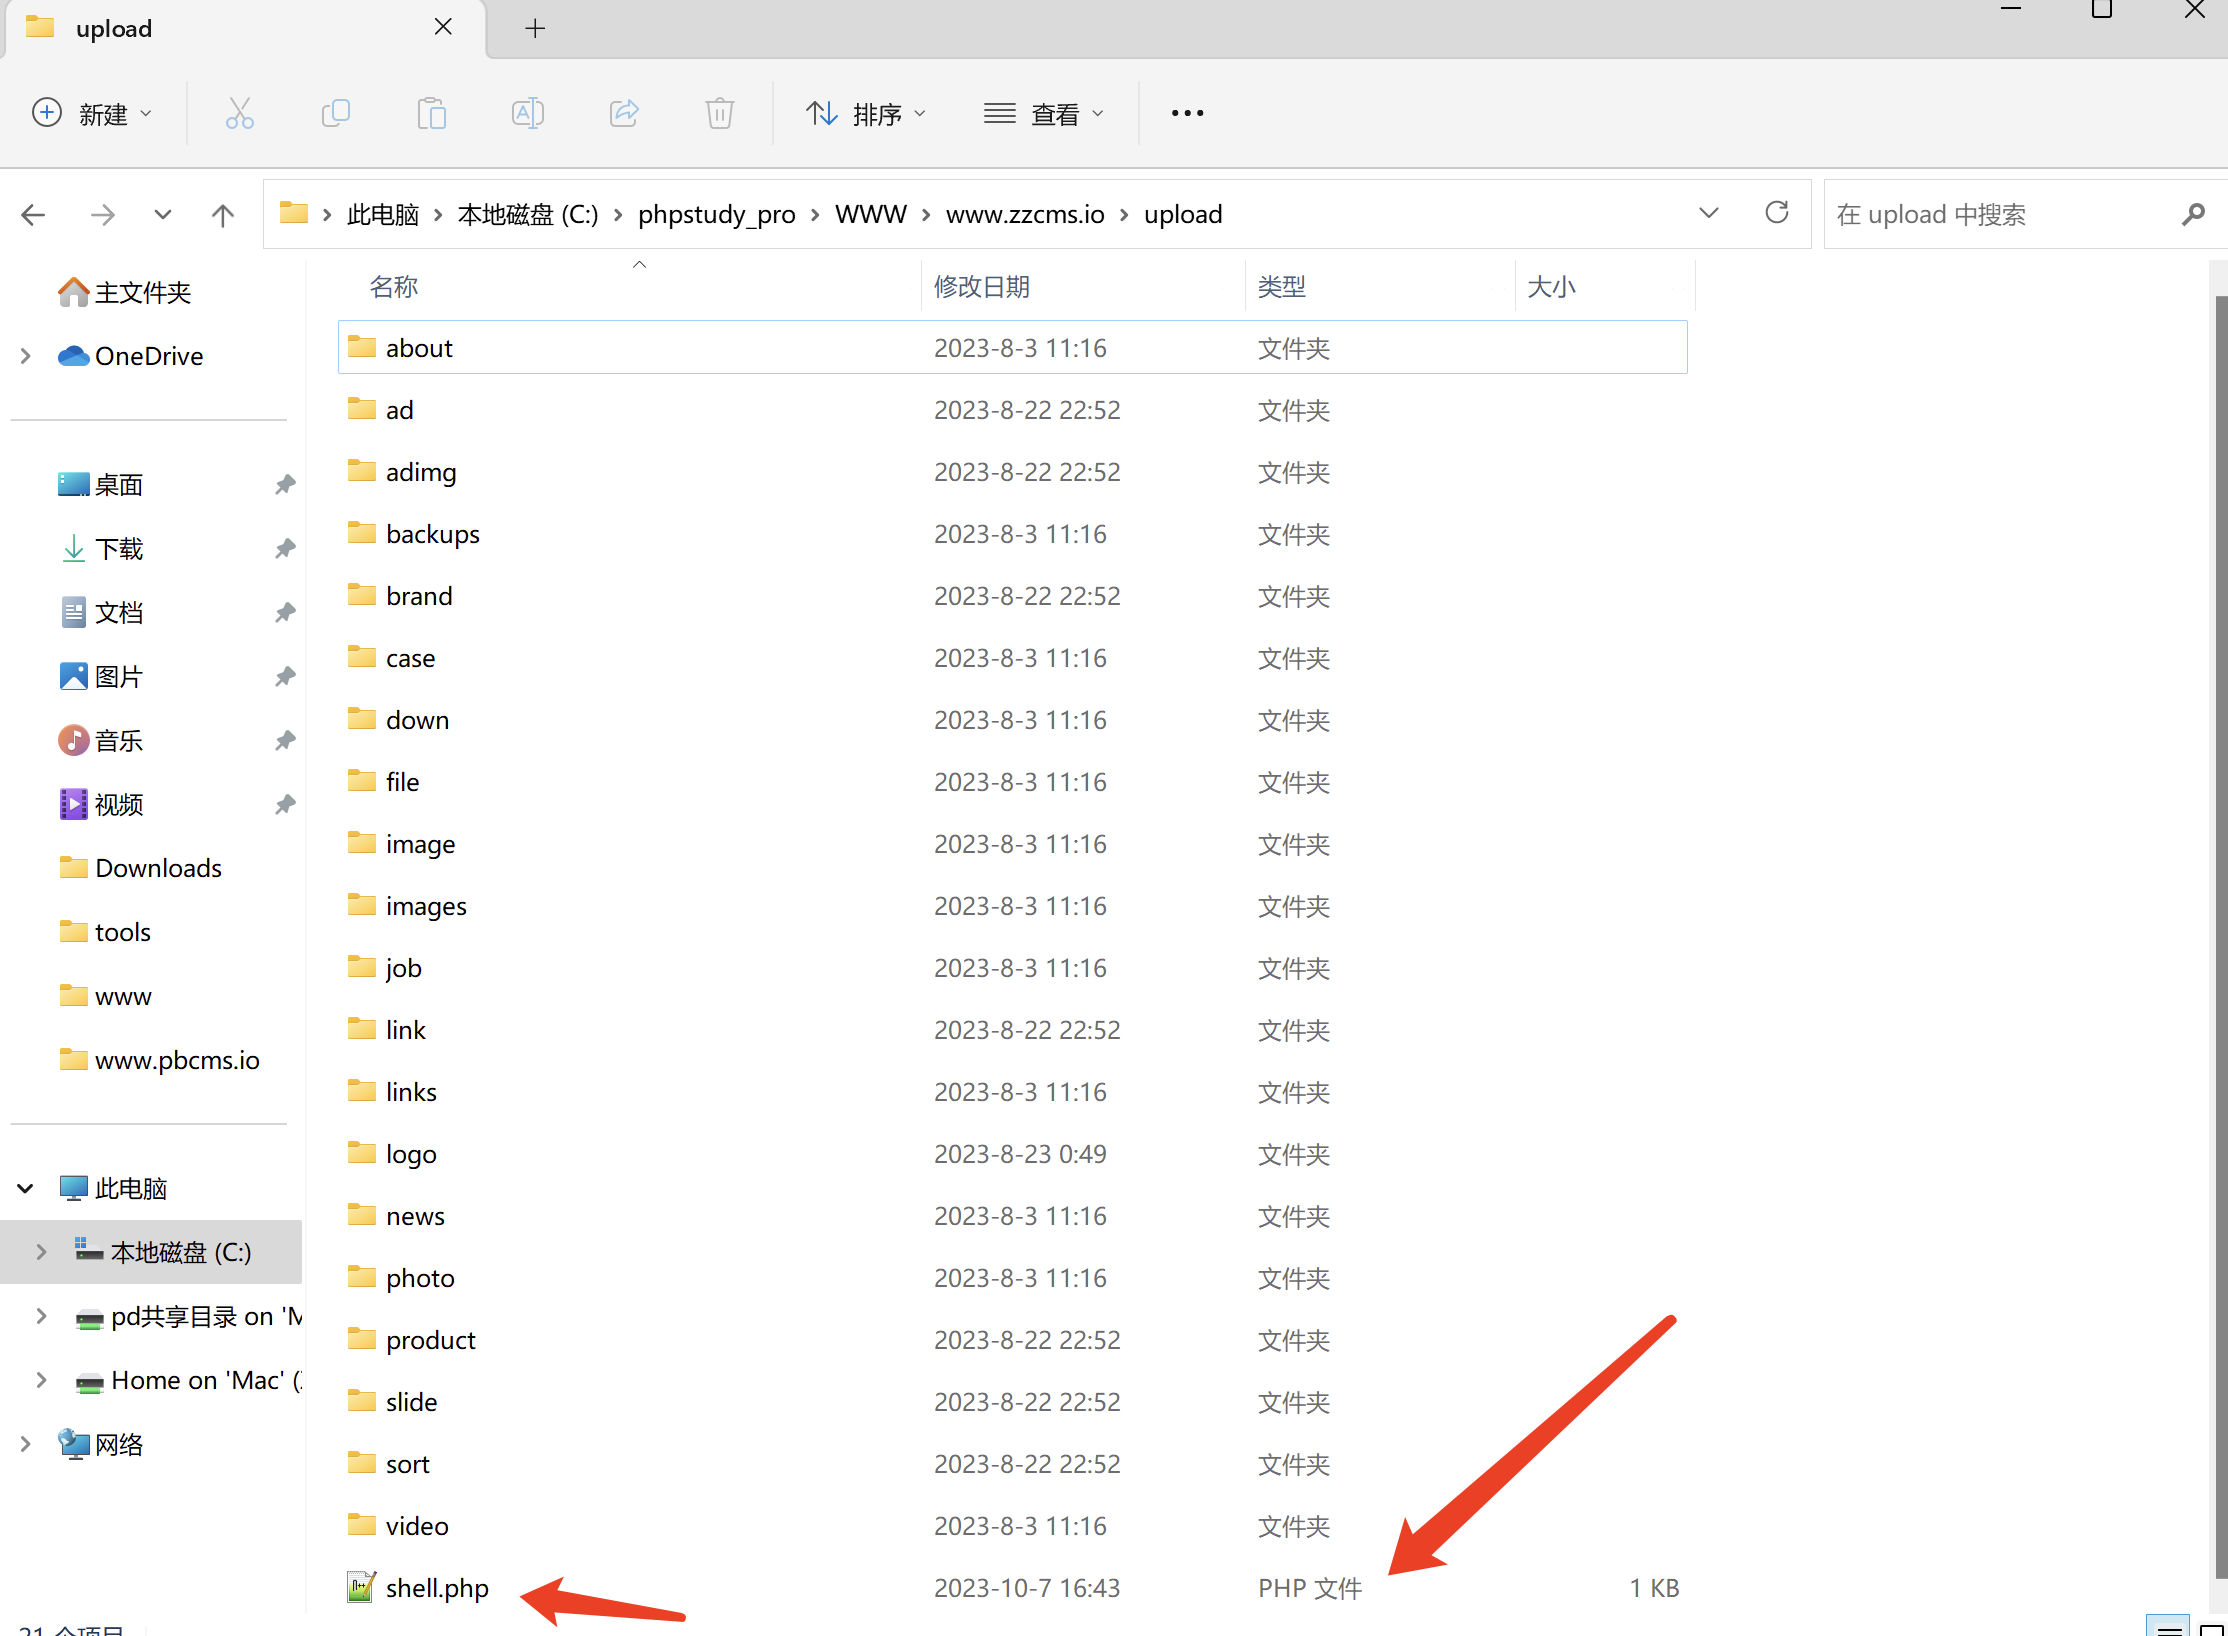 upload
新建
排序
查看
此电脑 本地磁盘 (C:) phpstudy_pro WWW www.zzcms.io upload
在 upload 中搜索
主文件夹
OneDrive
桌面
下载
文档
图片
音乐
视频
Downloads
tools
www
www.pbcms.io
此电脑
本地磁盘 (C:)
pd共享目录 on 'M
Home on 'Mac' (
网络
名称 修改日期 类型 大小
about 2023-8-3 11:16 文件夹
ad 2023-8-22 22:52 文件夹
adimg 2023-8-22 22:52 文件夹
backups 2023-8-3 11:16 文件夹
brand 2023-8-22 22:52 文件夹
case 2023-8-3 11:16 文件夹
down 2023-8-3 11:16 文件夹
file 2023-8-3 11:16 文件夹
image 2023-8-3 11:16 文件夹
images 2023-8-3 11:16 文件夹
job 2023-8-3 11:16 文件夹
link 2023-8-22 22:52 文件夹
links 2023-8-3 11:16 文件夹
logo 2023-8-23 0:49 文件夹
news 2023-8-3 11:16 文件夹
photo 2023-8-3 11:16 文件夹
product 2023-8-22 22:52 文件夹
slide 2023-8-22 22:52 文件夹
sort 2023-8-22 22:52 文件夹
video 2023-8-3 11:16 文件夹
shell.php 2023-10-7 16:43 PHP 文件 1 KB
21 个项目